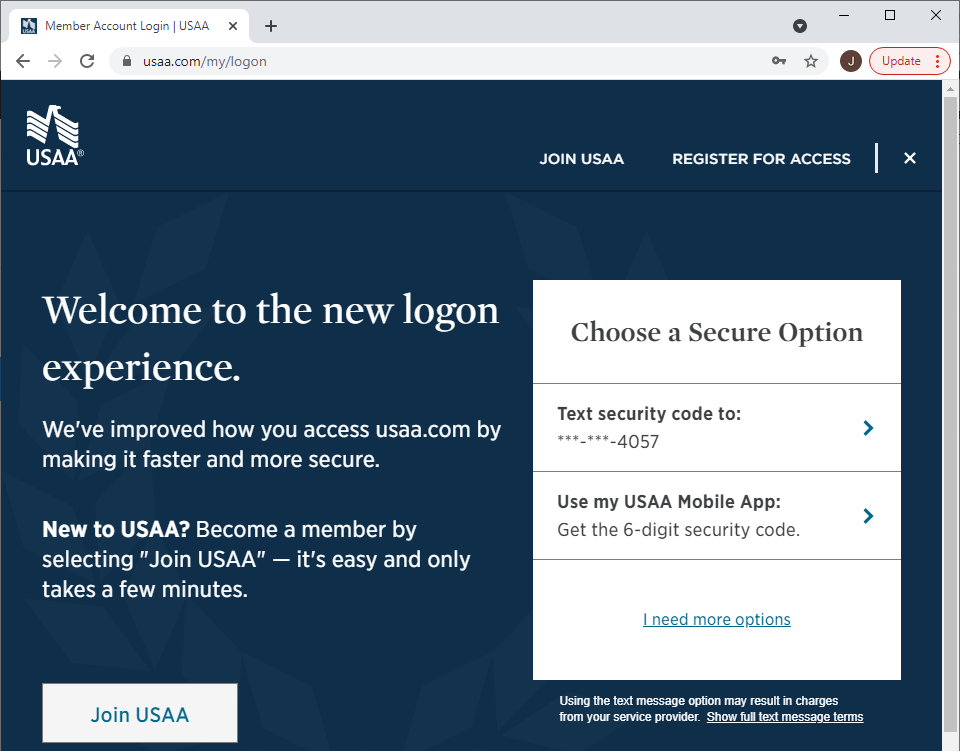 Member Account Login | USAA
usaa.com/my/logon
J
Update
USAA®
JOIN USAA
REGISTER FOR ACCESS
Welcome to the new logon
experience.
We've improved how you access usaa.com by
making it faster and more secure.
New to USAA? Become a member by
selecting "Join USAA" — it's easy and only
takes a few minutes.
Join USAA
Choose a Secure Option
Text security code to:
***-***-4057
Use my USAA Mobile App:
Get the 6-digit security code.
I need more options
Using the text message option may result in charges
from your service provider. Show full text message terms